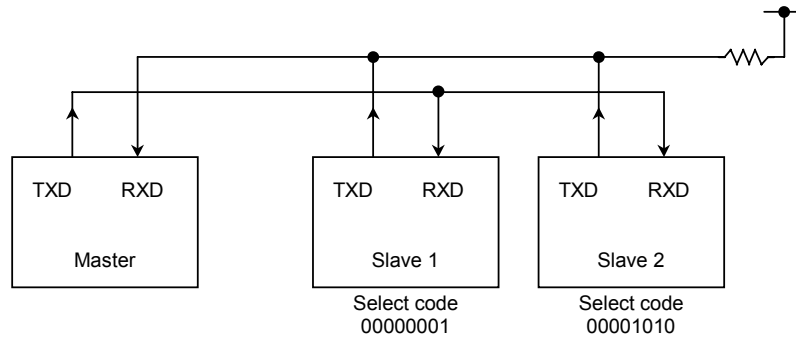 TXD RXD TXD RXD TXD RXD
Master Slave 1 Slave 2
Select code Select code
00000001 00001010